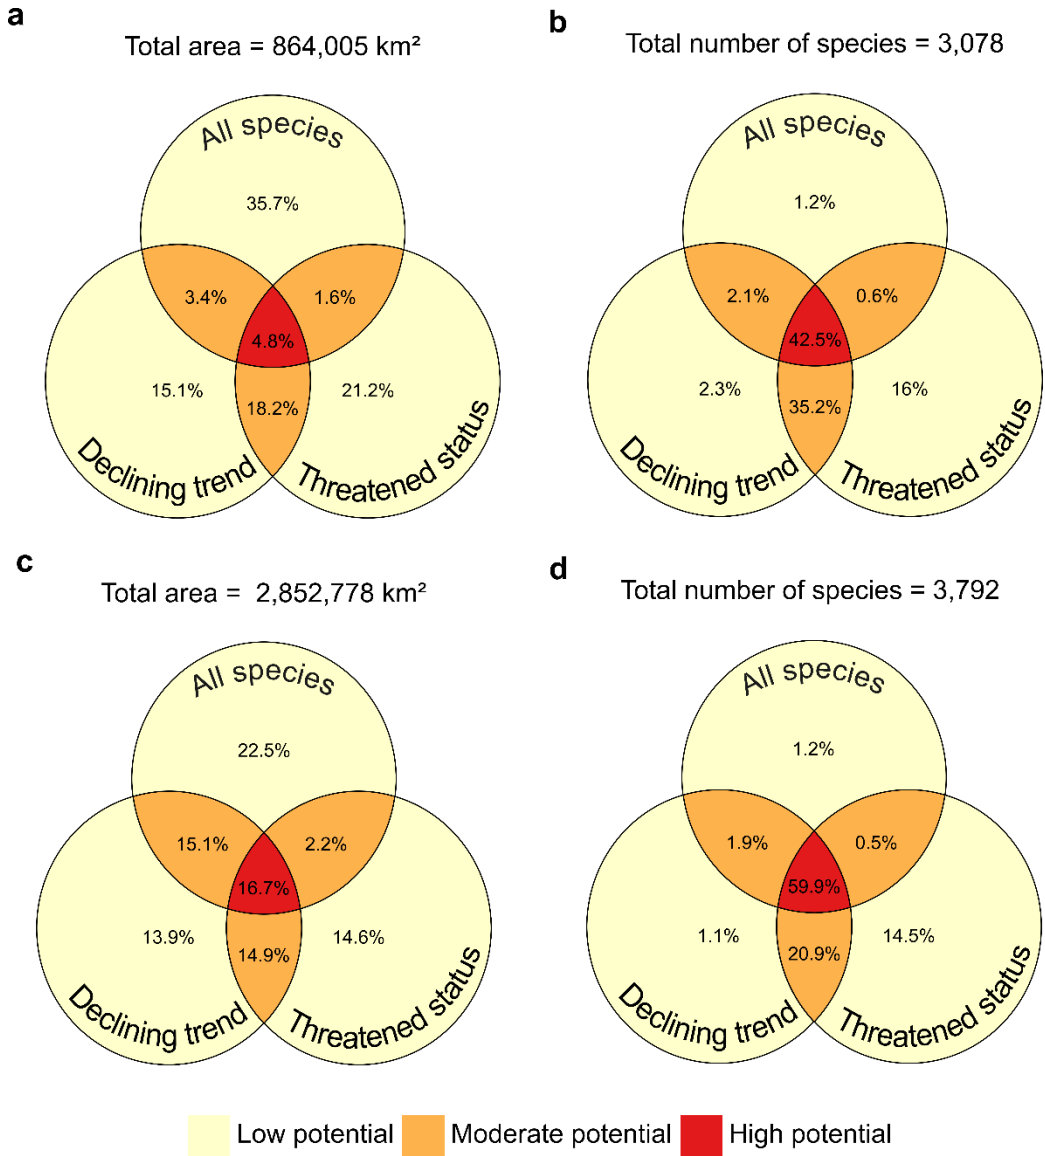 a
Total area = 864,005 km²
All species
35.7%
3.4%
1.6%
4.8%
15.1%
18.2%
21.2%
Declining trend
Threatened status
b
Total number of species = 3,078
All species
1.2%
2.1%
0.6%
42.5%
2.3%
35.2%
16%
Declining trend
Threatened status
c
Total area = 2,852,778 km²
All species
22.5%
15.1%
2.2%
16.7%
13.9%
14.9%
14.6%
Declining trend
Threatened status
d
Total number of species = 3,792
All species
1.2%
1.9%
0.5%
59.9%
1.1%
20.9%
14.5%
Declining trend
Threatened status
Low potential
Moderate potential
High potential